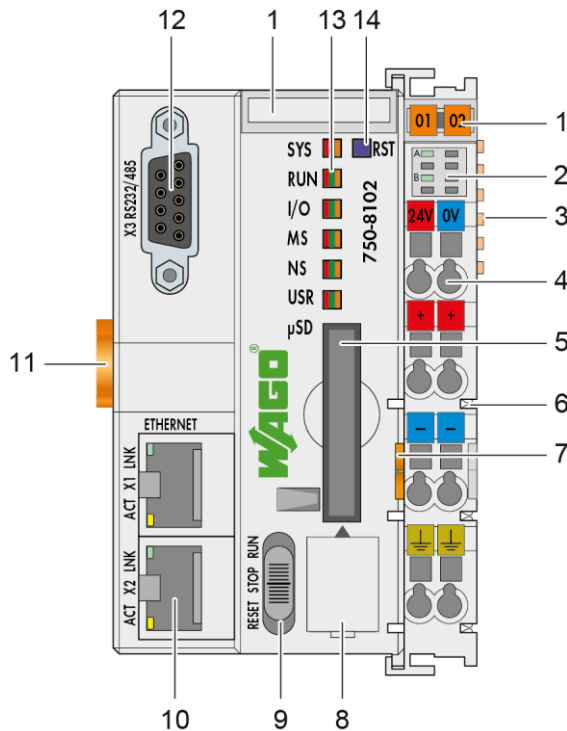 12
1
13
14
01 02
1
A
B
2
X3 RS232/485
SYS
RST
RUN
I/O
MS
NS
USR
750-8102
24V 0V
3
4
µSD
+ +
5
WAGO®
11
6
ETHERNET
- -
7
ACT X1 LNK
ACT X2 LNK
RESET STOP RUN
10
9
8